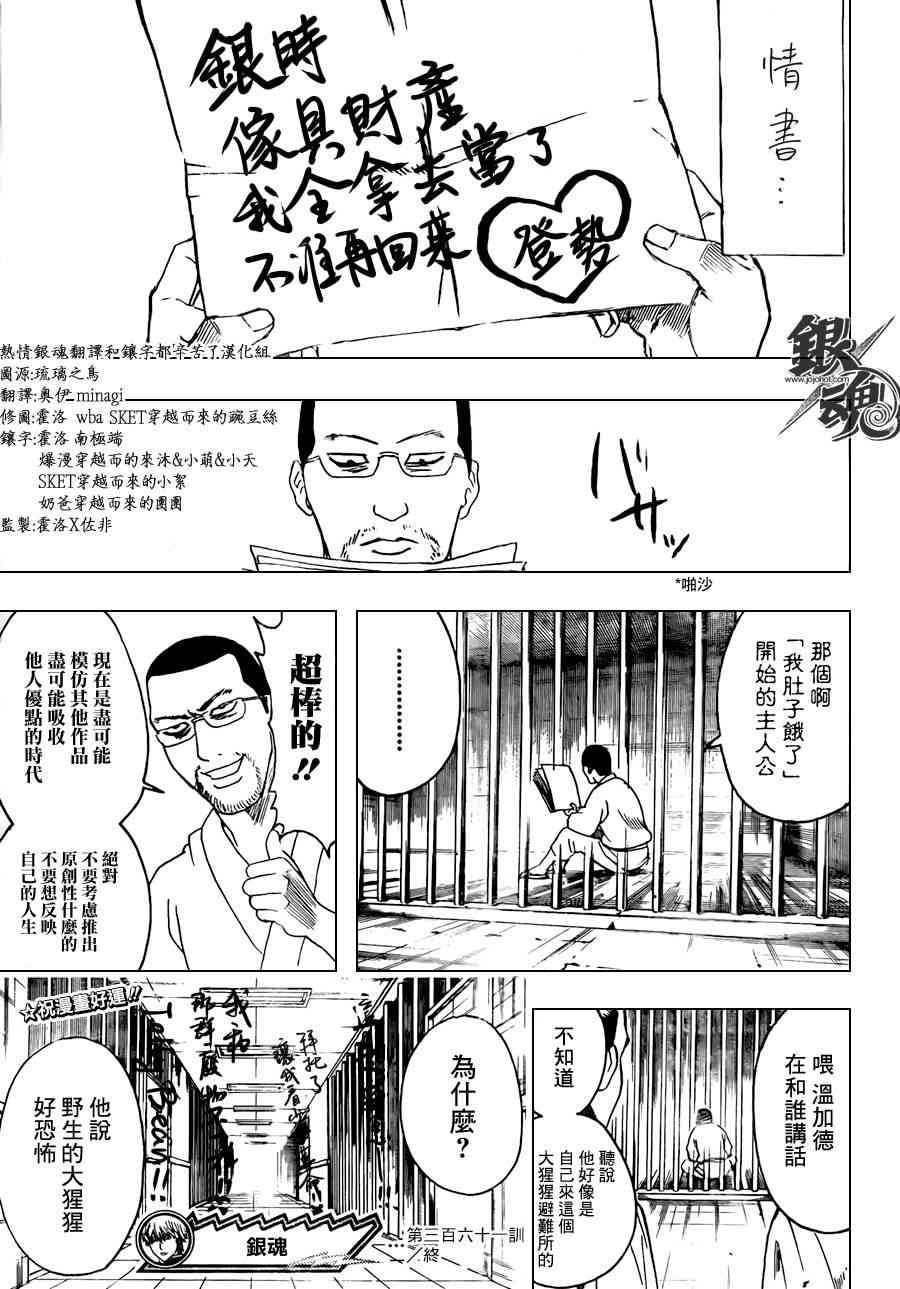 情書…
銀時
傢具財產
我全拿去當了
不准再回來
登勢
銀魂
www.jojohot.com
熱情銀魂翻譯和鑲字都辛苦了漢化組
圖源:琉璃之鳥
翻譯:奧伊 minagi
修圖:霍洛 wba SKET穿越而來的豌豆絲
鑲字:霍洛 南極端
爆漫穿越而的來沐&小萌&小天
SKET穿越而來的小絮
奶爸穿越而來的團團
監製:霍洛X佐非
バサッ
*啪沙
那個啊
「我肚子餓了」
開始的主人公
…………
超棒的!!
現在是盡可能
模仿其他作品
盡可能吸收
他人優點的時代
絕對
不要考慮推出
原創性什麼的
不要想反映
自己的人生
喂 溫加德
在和誰講話
不知道
聽說
他好像是
自己來這個
大猩猩避難所的
為什麼?
拜托了
他說
野生的大猩猩
好恐怖
☆祝漫畫好運!!
銀魂
第三百六十一訓
／終